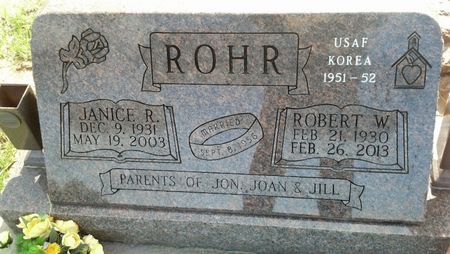 ROHR
USAF
KOREA
1951-52
JANICE R.
DEC. 9, 1931
MAY 19, 2003
MARRIED
SEPT. 8, 1956
ROBERT W.
FEB. 21, 1930
FEB. 26, 2013
PARENTS OF JON, JOAN & JILL